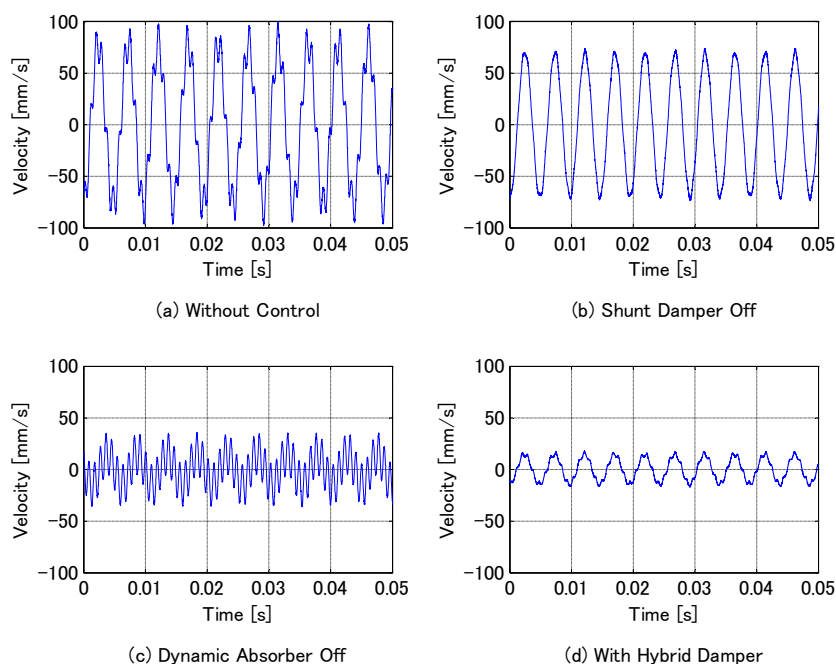 100
50
0
−50
−100
Velocity [mm/s]
0 0.01 0.02 0.03 0.04 0.05
Time [s]
(a) Without Control
100
50
0
−50
−100
Velocity [mm/s]
0 0.01 0.02 0.03 0.04 0.05
Time [s]
(b) Shunt Damper Off
100
50
0
−50
−100
Velocity [mm/s]
0 0.01 0.02 0.03 0.04 0.05
Time [s]
(c) Dynamic Absorber Off
100
50
0
−50
−100
Velocity [mm/s]
0 0.01 0.02 0.03 0.04 0.05
Time [s]
(d) With Hybrid Damper